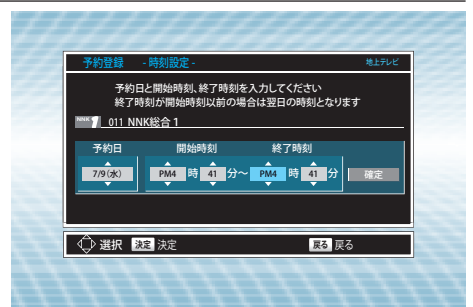 予約登録 - 時刻設定 - 地上テレビ
予約日と開始時刻、終了時刻を入力してください
終了時刻が開始時刻以前の場合は翌日の時刻となります
NNK 1 011 NNK総合 1
予約日 開始時刻 終了時刻
7/9(水) PM4 時 41 分〜 PM4 時 41 分 確定
選択 決定 決定 戻る 戻る